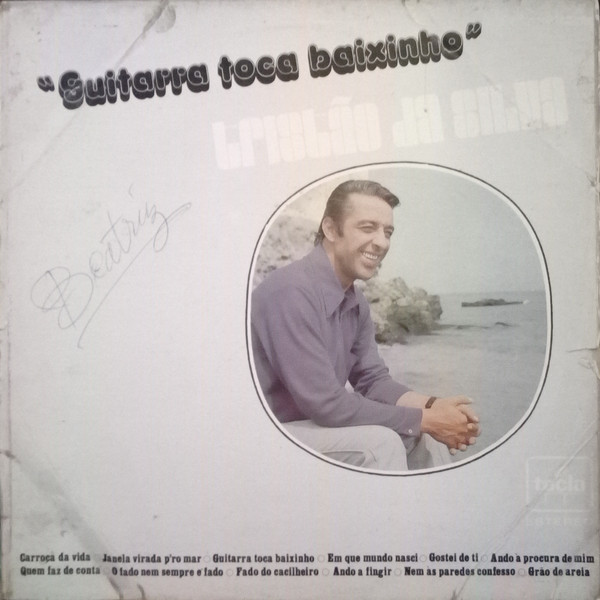 "Guitarra toca baixinho"
tristão da silva
Beatriz
tecla
Carroça da vida Janela virada p'ro mar Guitarra toca baixinho Em que mundo nasci Gostei de ti Ando à procura de mim
Quem faz de conta O fado nem sempre é fado Fado do cacilheiro Ando a fingir Nem às paredes confesso Grão de areia